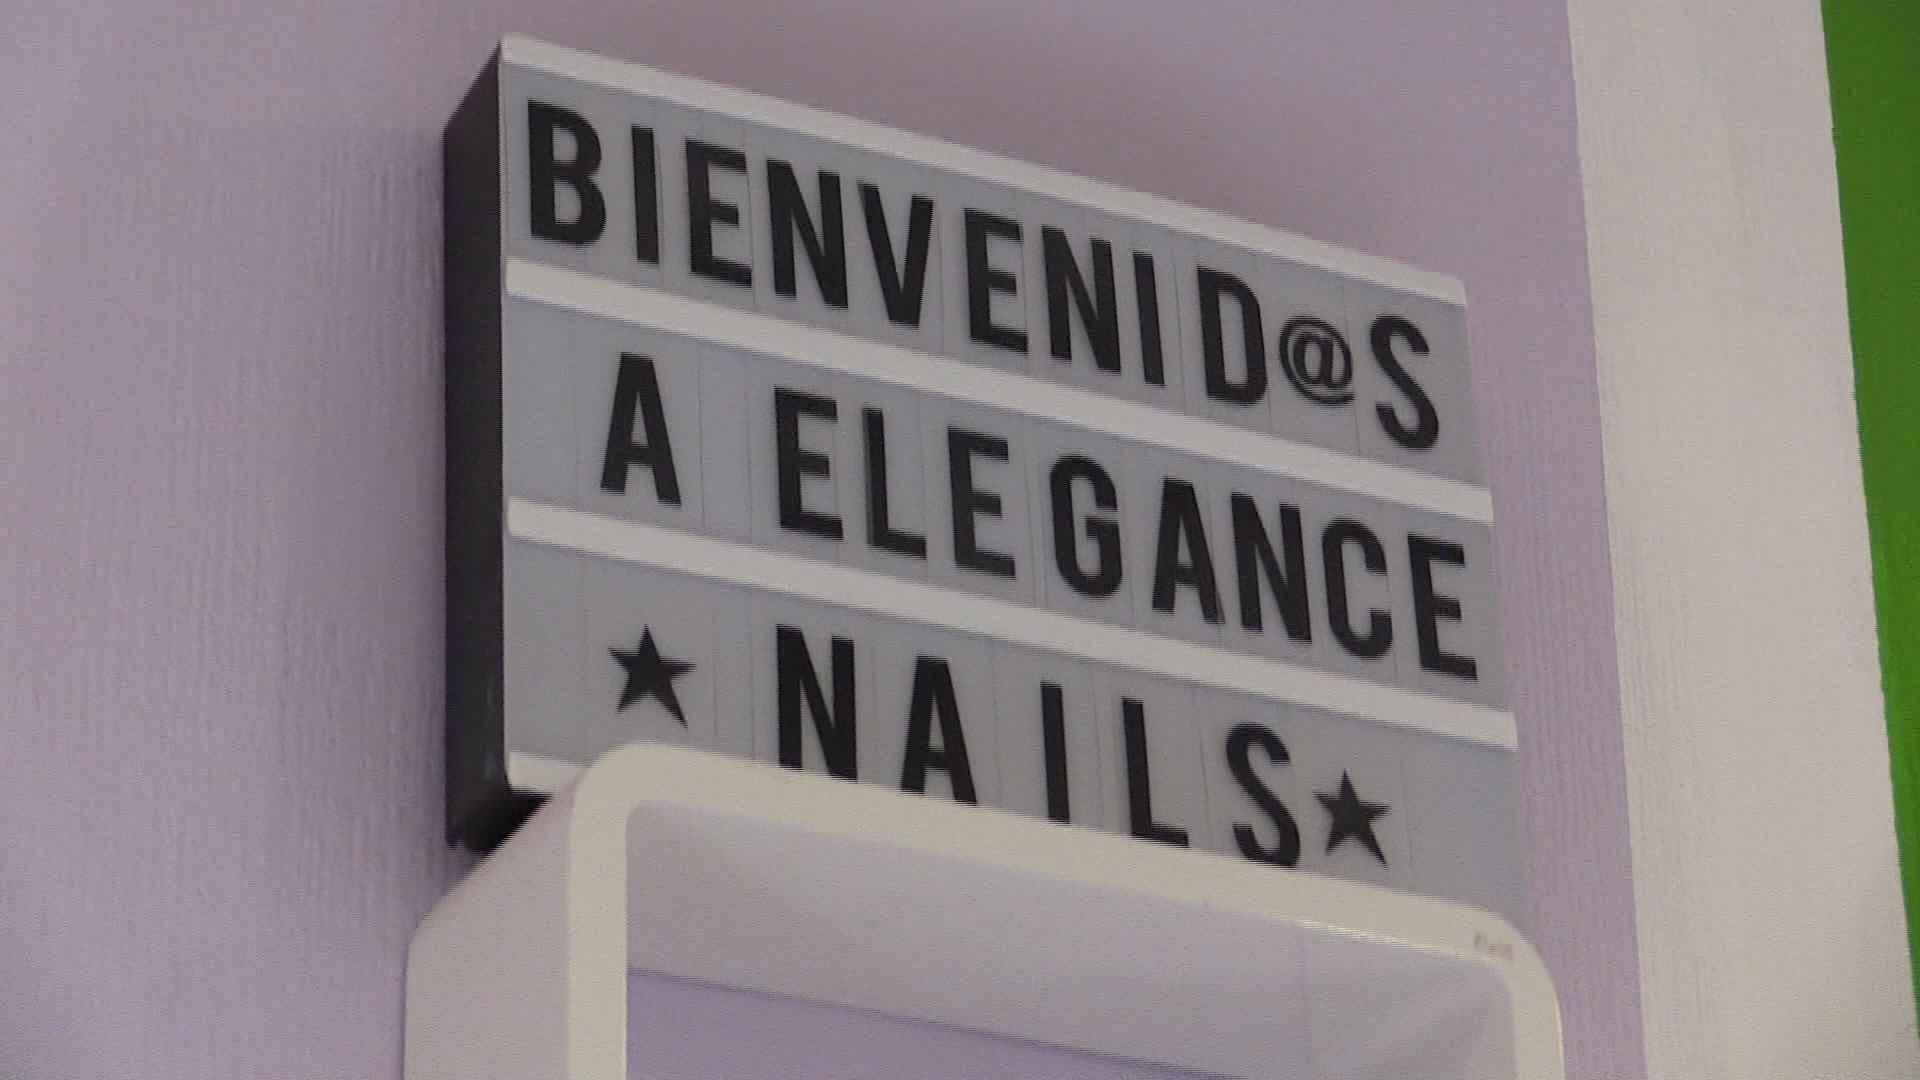 BIENVENID@S
A ELEGANCE
★ NAILS ★